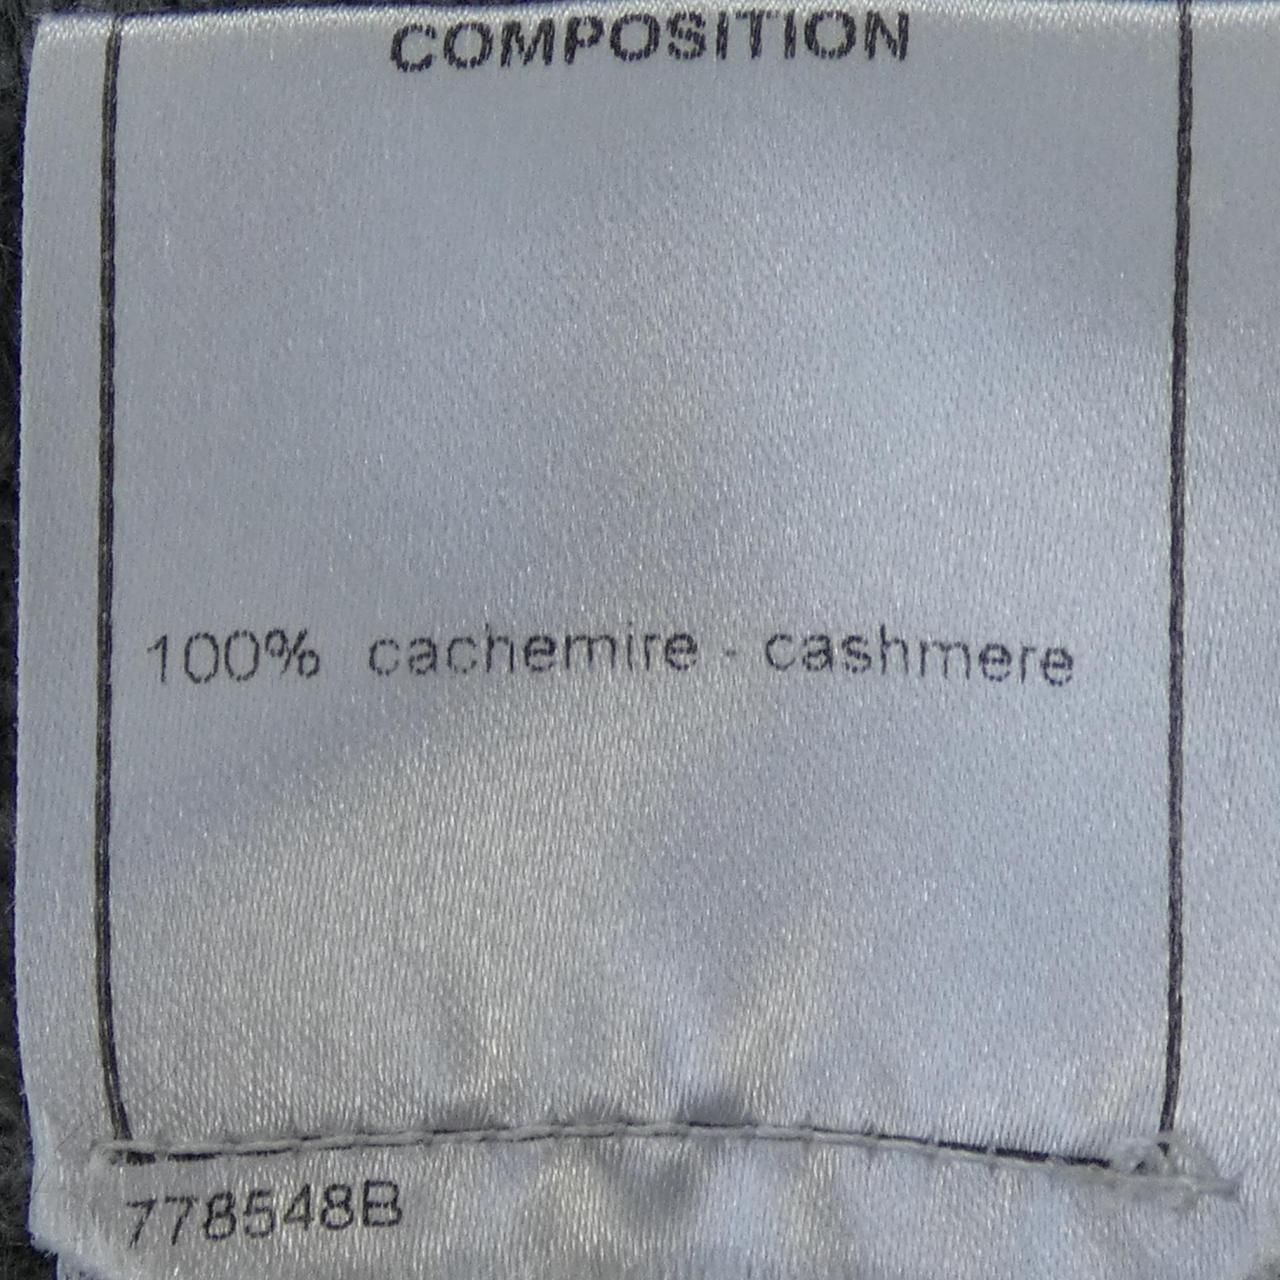 COMPOSITION
100% cachemire - cashmere
778548B